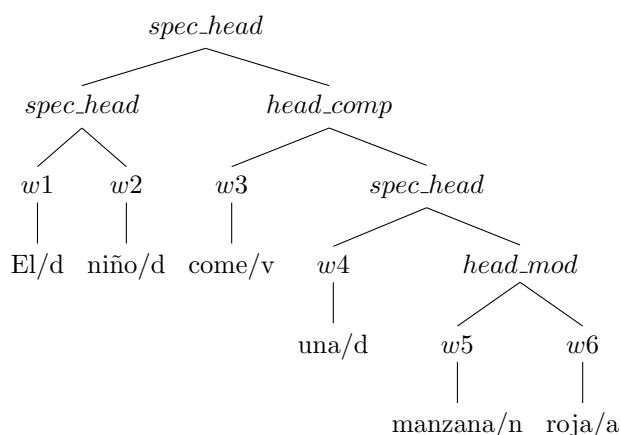 spec_head
spec_head head_comp
w1 w2 w3 spec_head
El/d niño/d come/v w4 head_mod
una/d w5 w6
manzana/n roja/a